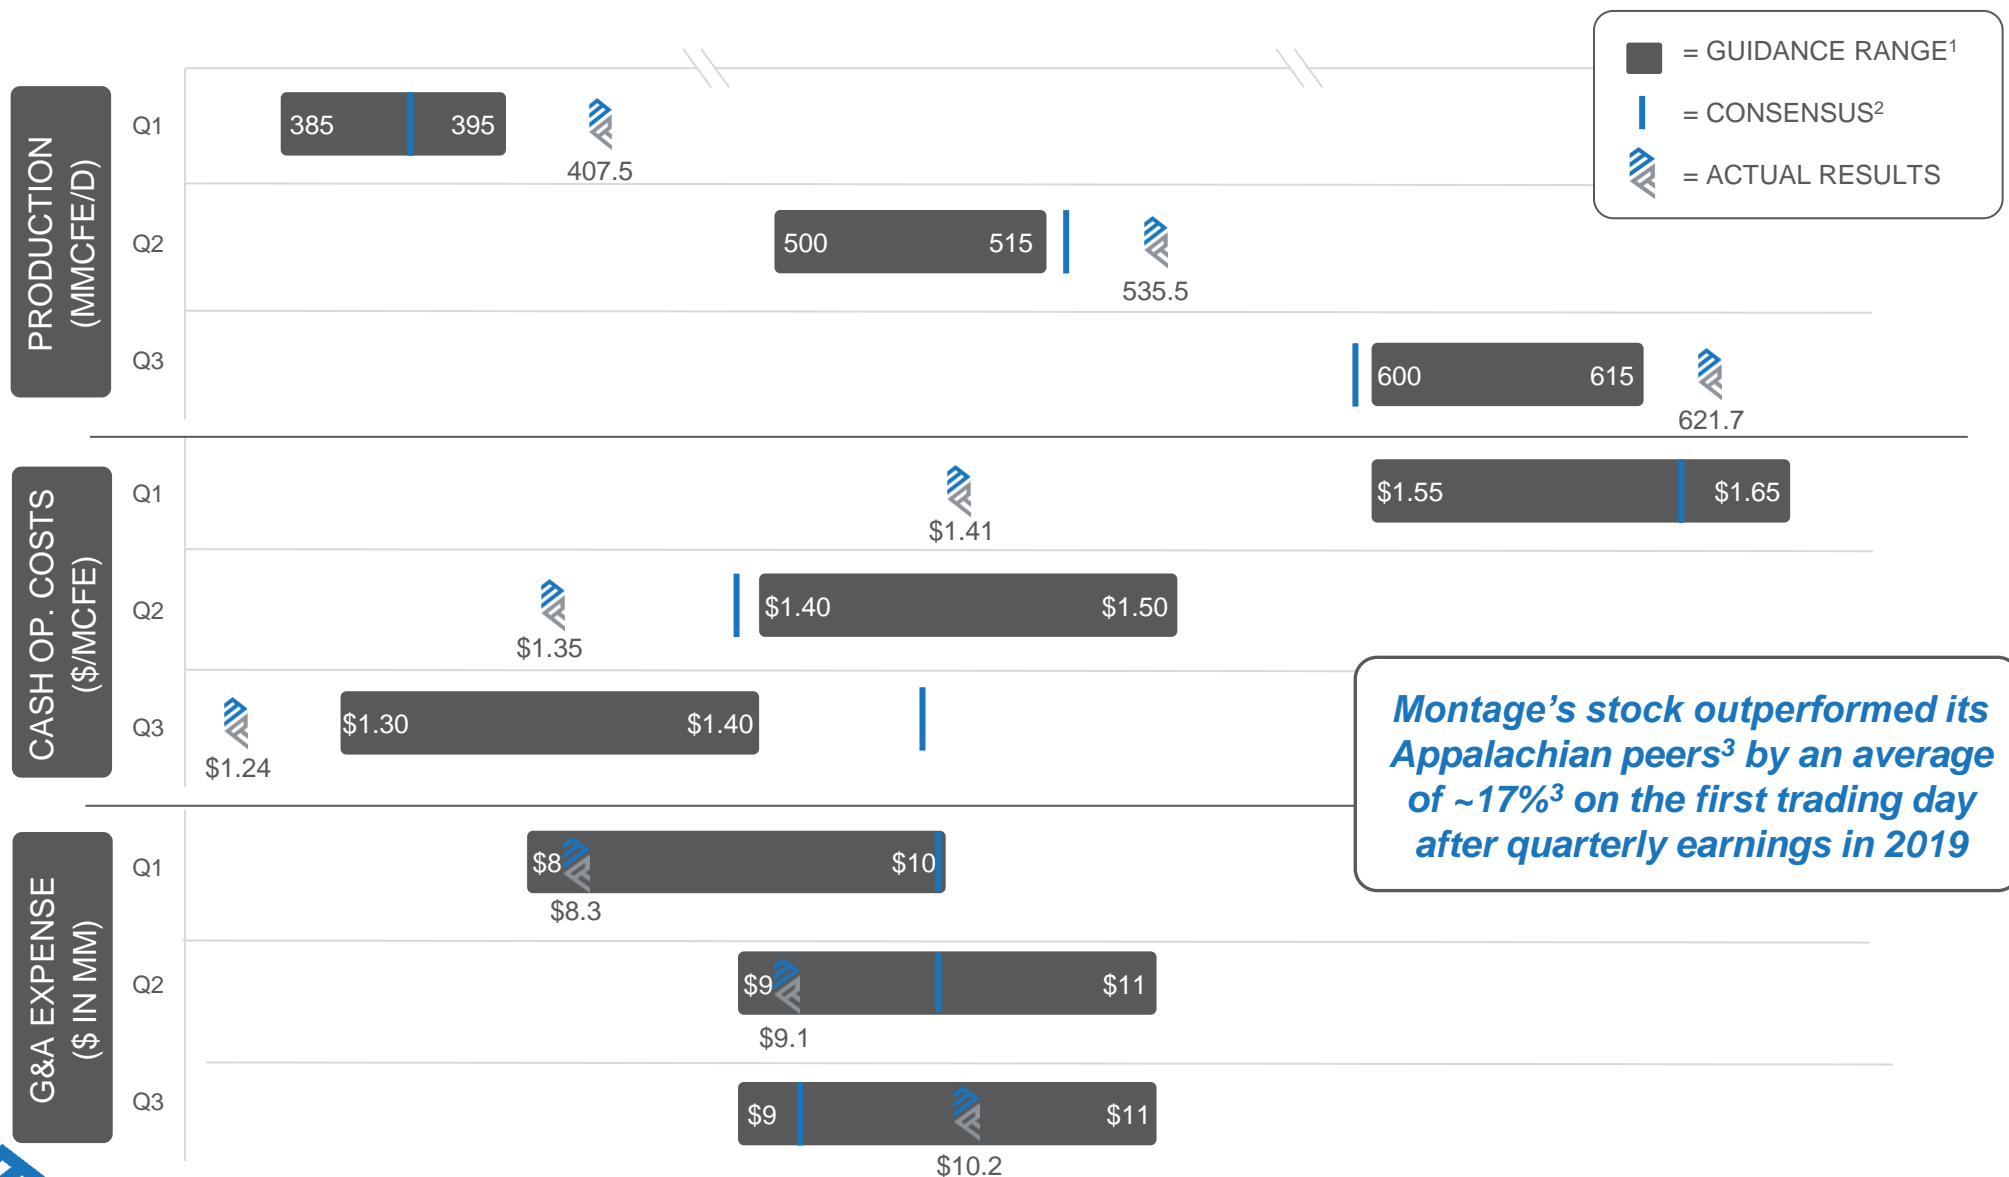 = GUIDANCE RANGE¹
= CONSENSUS²
= ACTUAL RESULTS
PRODUCTION
(MMCFE/D)
Q1
385
395
407.5
Q2
500
515
535.5
Q3
600
615
621.7
CASH OP. COSTS
($/MCFE)
Q1
$1.41
$1.55
$1.65
Q2
$1.35
$1.40
$1.50
Q3
$1.24
$1.30
$1.40
Montage’s stock outperformed its
Appalachian peers³ by an average
of ~17%³ on the first trading day
after quarterly earnings in 2019
G&A EXPENSE
($ IN MM)
Q1
$8
$10
$8.3
Q2
$9
$11
$9.1
Q3
$9
$11
$10.2